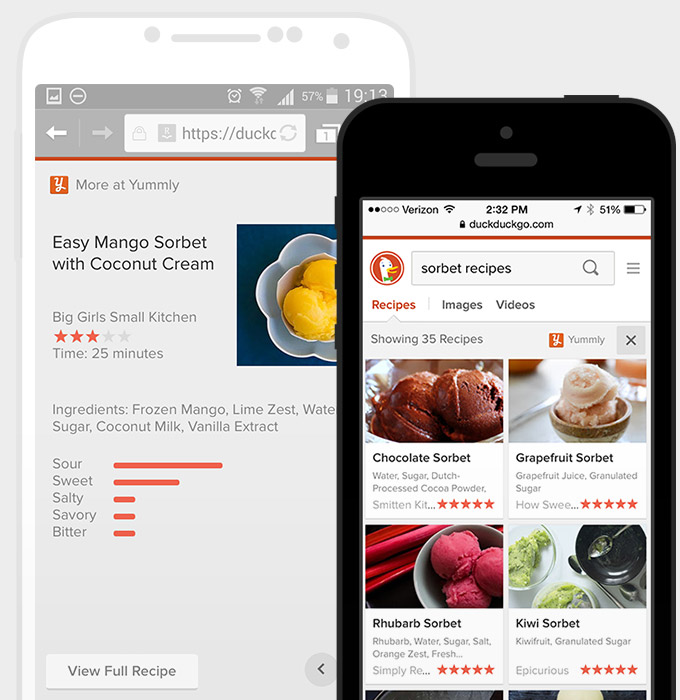 57% 19:13
https://duckd
1
More at Yummly
Easy Mango Sorbet
with Coconut Cream
Big Girls Small Kitchen
Time: 25 minutes
Ingredients: Frozen Mango, Lime Zest, Wate
Sugar, Coconut Milk, Vanilla Extract
Sour
Sweet
Salty
Savory
Bitter
View Full Recipe
Verizon 2:32 PM 51%
duckduckgo.com
sorbet recipes
Recipes Images Videos
Showing 35 Recipes Yummly
Chocolate Sorbet
Water, Sugar, Dutch-
Processed Cocoa Powder,
Smitten Kit...
Grapefruit Sorbet
Grapefruit Juice, Granulated
Sugar
How Swee...
Rhubarb Sorbet
Rhubarb, Water, Sugar, Salt,
Orange Zest, Fresh...
Simply Re...
Kiwi Sorbet
Kiwifruit, Granulated Sugar
Epicurious